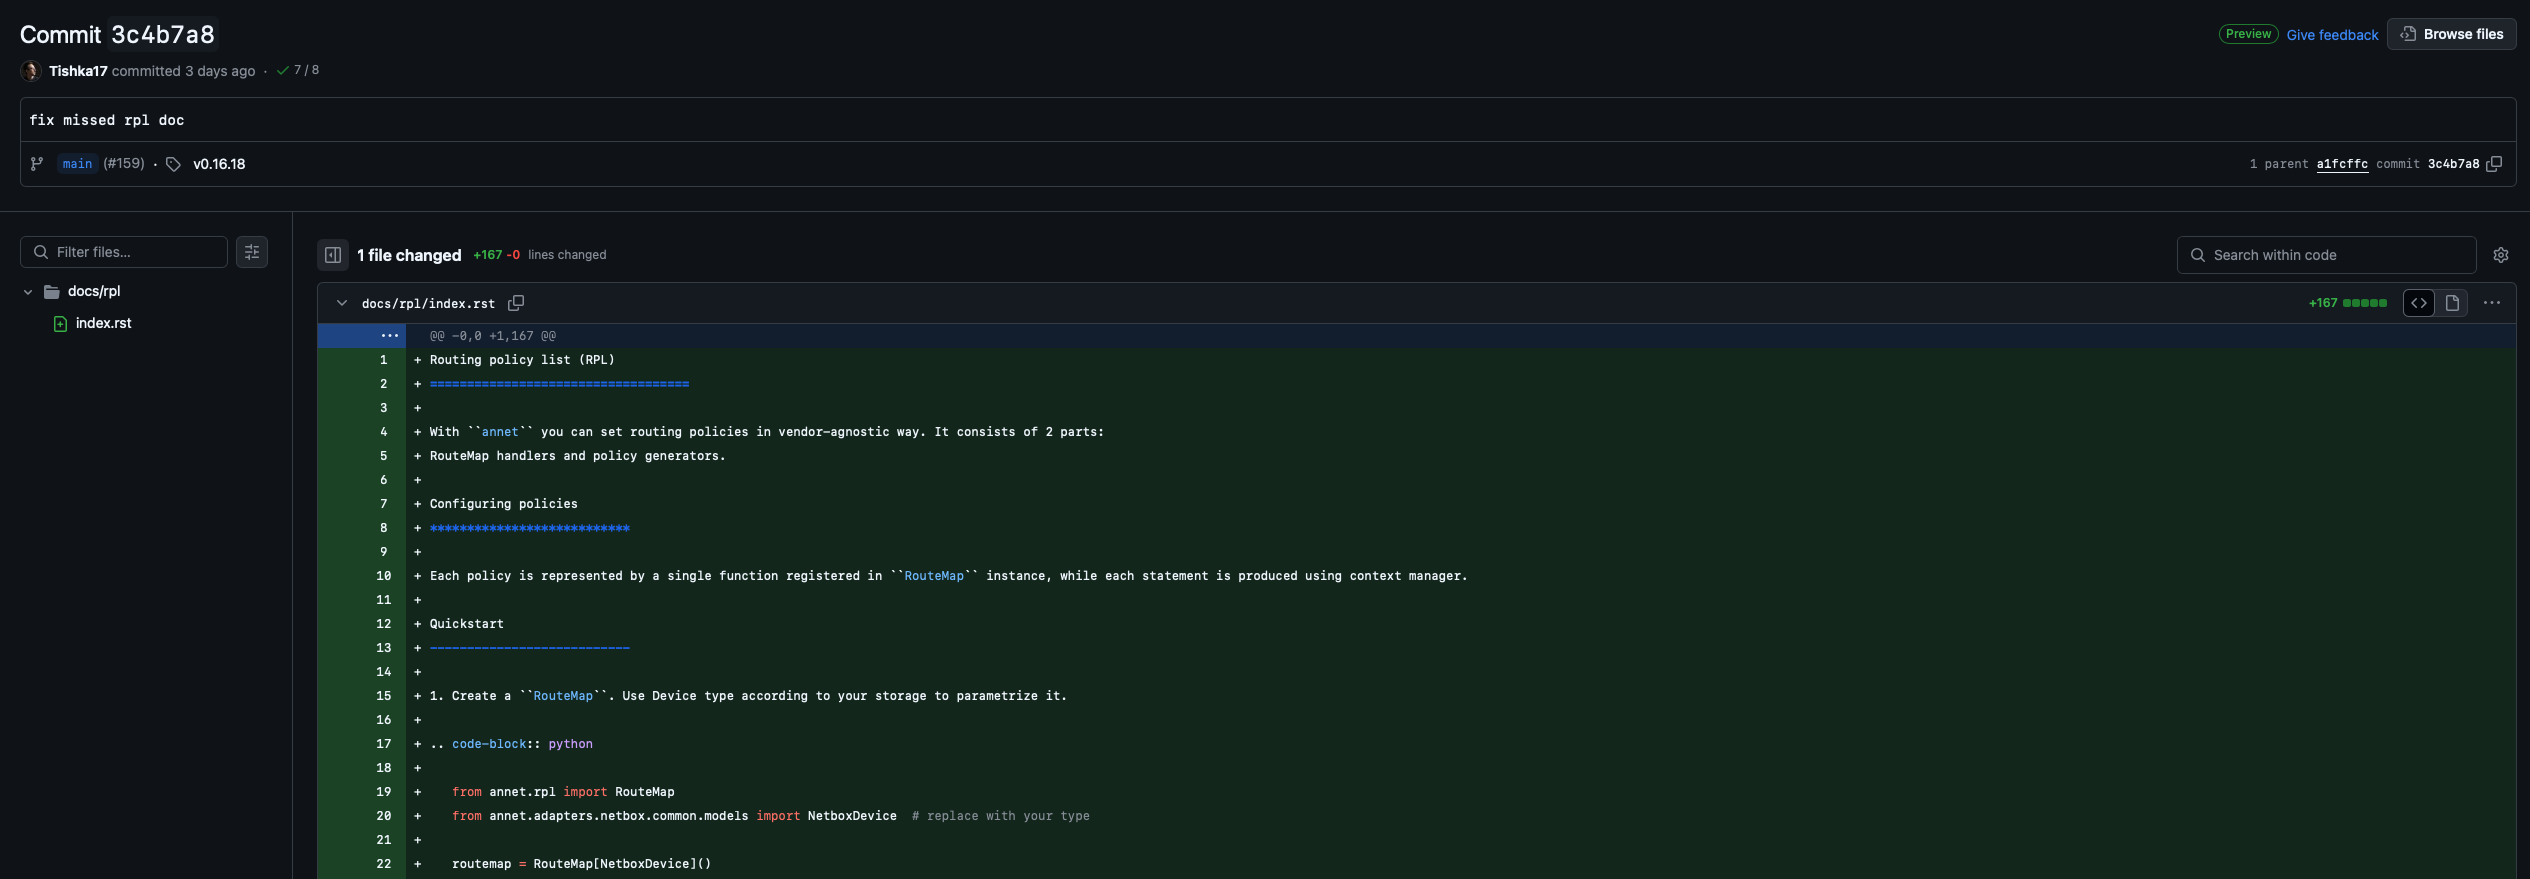 Commit 3c4b7a8
Preview Give feedback Browse files
Tishka17 committed 3 days ago · 7 / 8
fix missed rpl doc
main (#159) · v0.16.18
1 parent a1fcffc commit 3c4b7a8
Filter files...
docs/rpl
index.rst
1 file changed +167 -0 lines changed
Search within code
docs/rpl/index.rst
+167
@@ -0,0 +1,167 @@
1 + Routing policy list (RPL)
2 + ===================================
3 +
4 + With ``annet`` you can set routing policies in vendor-agnostic way. It consists of 2 parts:
5 + RouteMap handlers and policy generators.
6 +
7 + Configuring policies
8 + ***************************
9 +
10 + Each policy is represented by a single function registered in ``RouteMap`` instance, while each statement is produced using context manager.
11 +
12 + Quickstart
13 + ---------------------------
14 +
15 + 1. Create a ``RouteMap``. Use Device type according to your storage to parametrize it.
16 +
17 + .. code-block:: python
18 +
19 +    from annet.rpl import RouteMap
20 +    from annet.adapters.netbox.common.models import NetboxDevice  # replace with your type
21 +
22 +    routemap = RouteMap[NetboxDevice]()